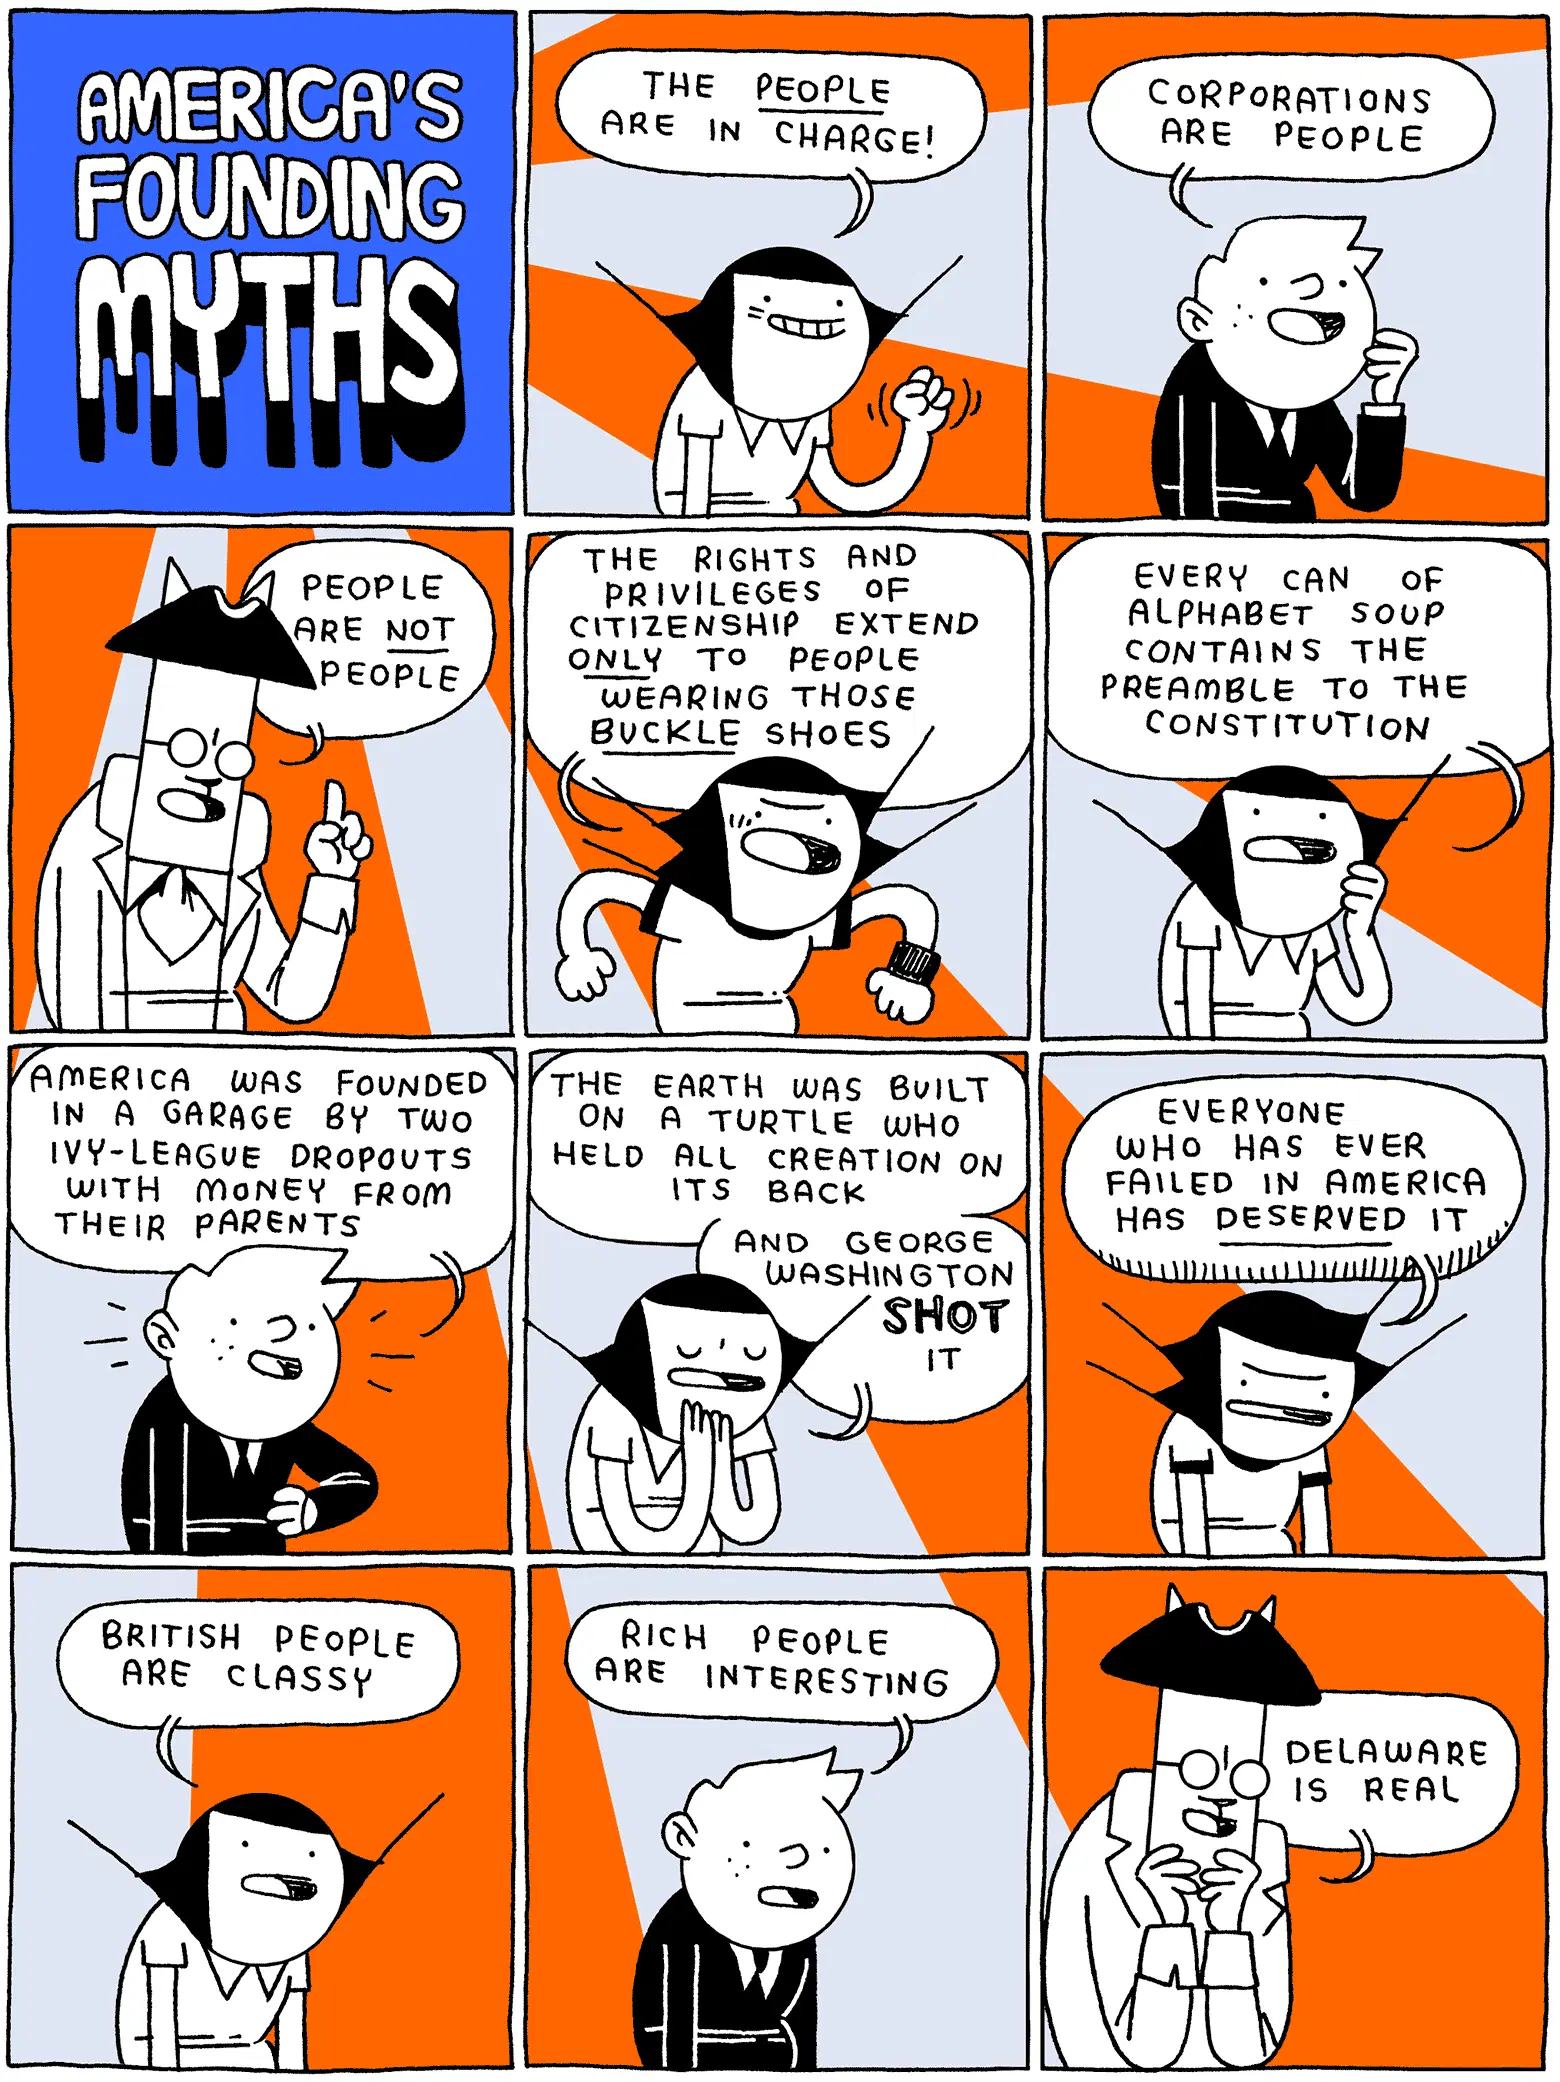 AMERICA'S
FOUNDING
MYTHS
THE PEOPLE
ARE IN CHARGE!
CORPORATIONS
ARE PEOPLE
PEOPLE
ARE NOT
PEOPLE
THE RIGHTS AND
PRIVILEGES OF
CITIZENSHIP EXTEND
ONLY TO PEOPLE
WEARING THOSE
BUCKLE SHOES
EVERY CAN OF
ALPHABET SOUP
CONTAINS THE
PREAMBLE TO THE
CONSTITUTION
AMERICA WAS FOUNDED
IN A GARAGE BY TWO
IVY-LEAGUE DROPOUTS
WITH MONEY FROM
THEIR PARENTS
THE EARTH WAS BUILT
ON A TURTLE WHO
HELD ALL CREATION ON
ITS BACK
AND GEORGE
WASHINGTON
SHOT
IT
EVERYONE
WHO HAS EVER
FAILED IN AMERICA
HAS DESERVED IT
BRITISH PEOPLE
ARE CLASSY
RICH PEOPLE
ARE INTERESTING
DELAWARE
IS REAL